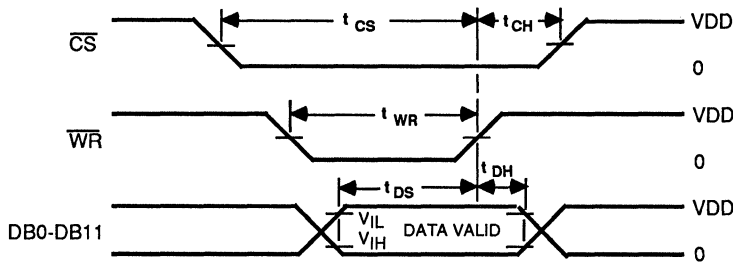 t CS
t CH
VDD
CS
0
t WR
VDD
WR
0
t DH
t DS
VDD
VIL
DB0-DB11
DATA VALID
VIH
0